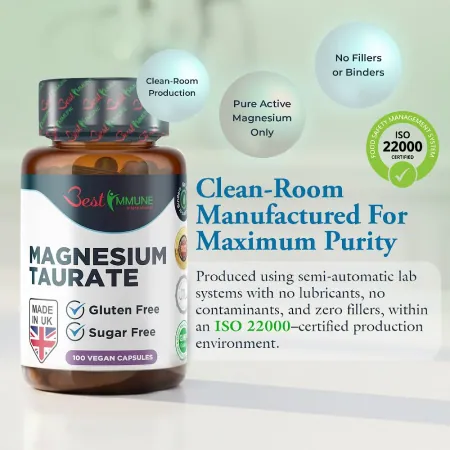 Clean-Room
Production
No Fillers
or Binders
Pure Active
Magnesium
Only
FOOD SAFETY MANAGEMENT SYSTEM
ISO
22000
CERTIFIED
Best IMMUNE
MAGNESIUM
TAURATE
MADE
IN UK
Gluten Free
Sugar Free
100 VEGAN CAPSULES
Clean-Room
Manufactured For
Maximum Purity
Produced using semi-automatic lab
systems with no lubricants, no
contaminants, and zero fillers, within
an ISO 22000–certified production
environment.